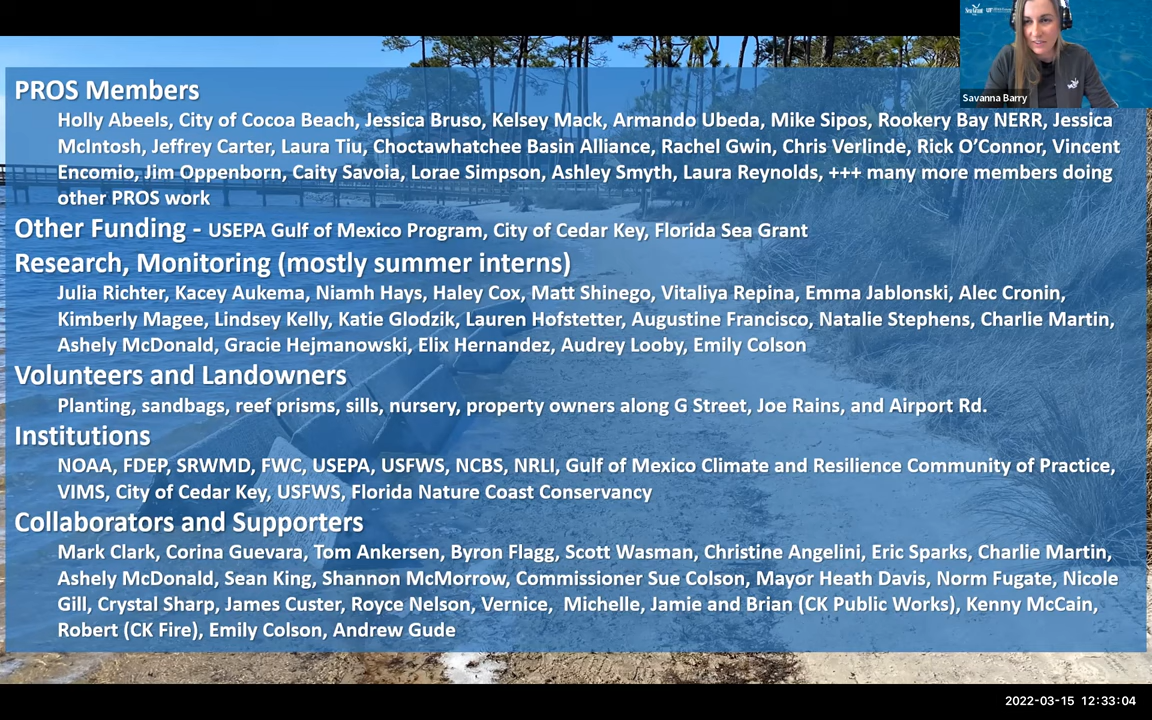 Sea Grant
Savanna Barry
PROS Members
Holly Abeels, City of Cocoa Beach, Jessica Bruso, Kelsey Mack, Armando Ubeda, Mike Sipos, Rookery Bay NERR, Jessica
McIntosh, Jeffrey Carter, Laura Tiu, Choctawhatchee Basin Alliance, Rachel Gwin, Chris Verlinde, Rick O’Connor, Vincent
Encomio, Jim Oppenborn, Caity Savoia, Lorae Simpson, Ashley Smyth, Laura Reynolds, +++ many more members doing
other PROS work
Other Funding - USEPA Gulf of Mexico Program, City of Cedar Key, Florida Sea Grant
Research, Monitoring (mostly summer interns)
Julia Richter, Kacey Aukema, Niamh Hays, Haley Cox, Matt Shinego, Vitaliya Repina, Emma Jablonski, Alec Cronin,
Kimberly Magee, Lindsey Kelly, Katie Glodzik, Lauren Hofstetter, Augustine Francisco, Natalie Stephens, Charlie Martin,
Ashely McDonald, Gracie Hejmanowski, Elix Hernandez, Audrey Looby, Emily Colson
Volunteers and Landowners
Planting, sandbags, reef prisms, sills, nursery, property owners along G Street, Joe Rains, and Airport Rd.
Institutions
NOAA, FDEP, SRWMD, FWC, USEPA, USFWS, NCBS, NRLI, Gulf of Mexico Climate and Resilience Community of Practice,
VIMS, City of Cedar Key, USFWS, Florida Nature Coast Conservancy
Collaborators and Supporters
Mark Clark, Corina Guevara, Tom Ankersen, Byron Flagg, Scott Wasman, Christine Angelini, Eric Sparks, Charlie Martin,
Ashely McDonald, Sean King, Shannon McMorrow, Commissioner Sue Colson, Mayor Heath Davis, Norm Fugate, Nicole
Gill, Crystal Sharp, James Custer, Royce Nelson, Vernice,  Michelle, Jamie and Brian (CK Public Works), Kenny McCain,
Robert (CK Fire), Emily Colson, Andrew Gude
2022-03-15 12:33:04